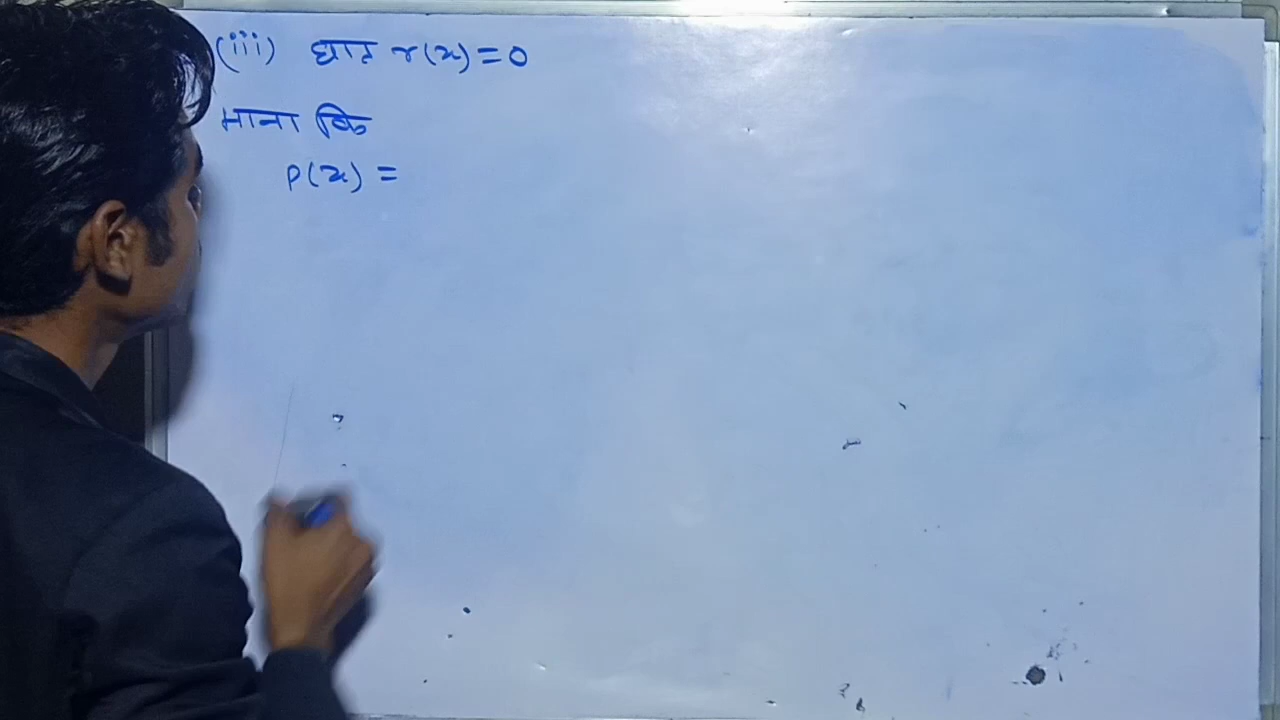 (iii) घात r(x) = 0
माना कि
p(x) =